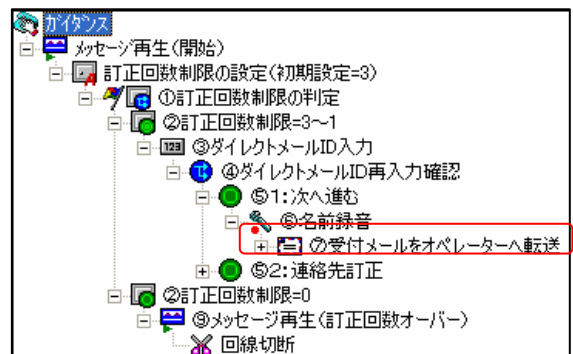 ガイダンス
メッセージ再生(開始)
訂正回数制限の設定(初期設定=3)
①訂正回数制限の判定
②訂正回数制限=3~1
123 ③ダイレクトメールID入力
④ダイレクトメールID再入力確認
⑤1:次へ進む
⑥名前録音
⑦受付メールをオペレーターへ転送
⑤2:連絡先訂正
②訂正回数制限=0
⑨メッセージ再生(訂正回数オーバー)
回線切断